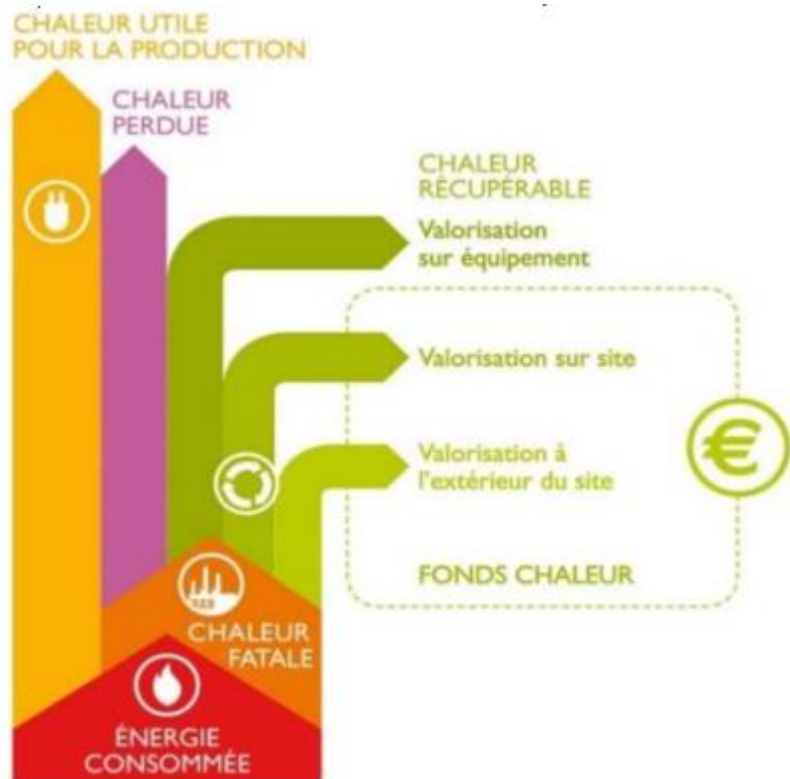 CHALEUR UTILE
POUR LA PRODUCTION
CHALEUR
PERDUE
CHALEUR
RÉCUPÉRABLE
Valorisation
sur équipement
Valorisation sur site
Valorisation à
l'extérieur du site
€
FONDS CHALEUR
CHALEUR
FATALE
ÉNERGIE
CONSOMMÉE